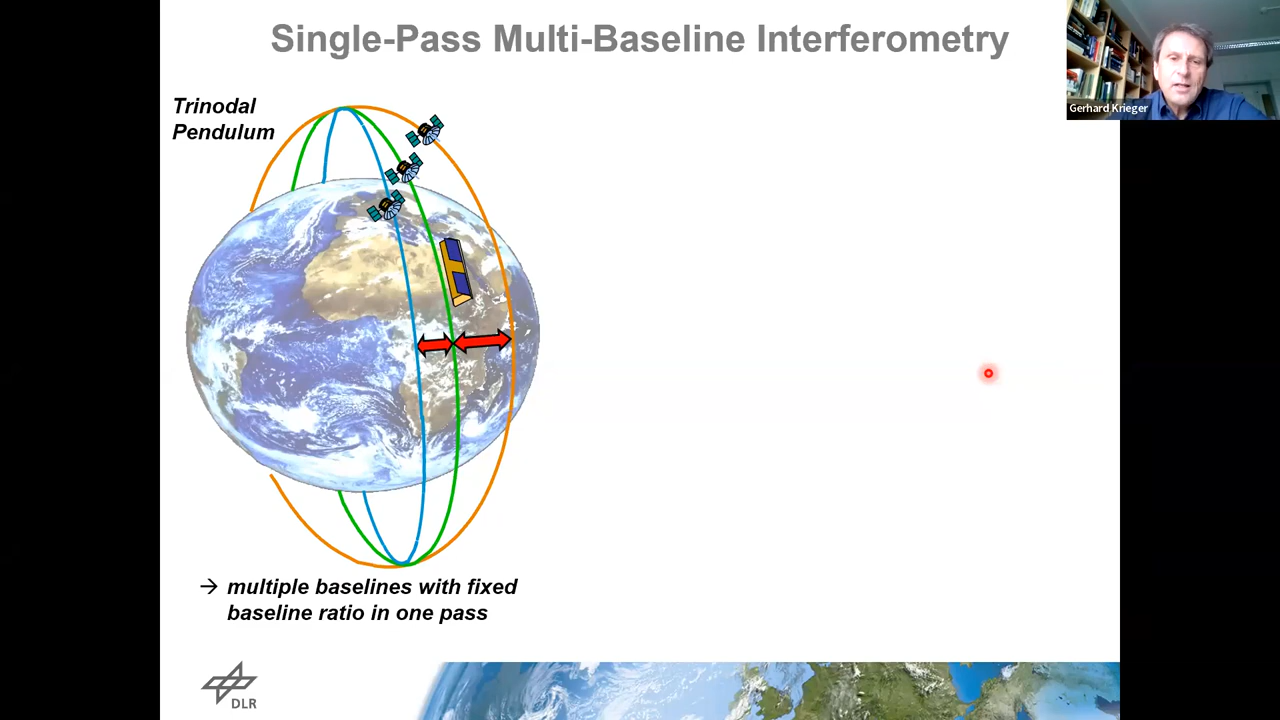 Single-Pass Multi-Baseline Interferometry
Gerhard Krieger
Trinodal
Pendulum
→ multiple baselines with fixed
baseline ratio in one pass
DLR